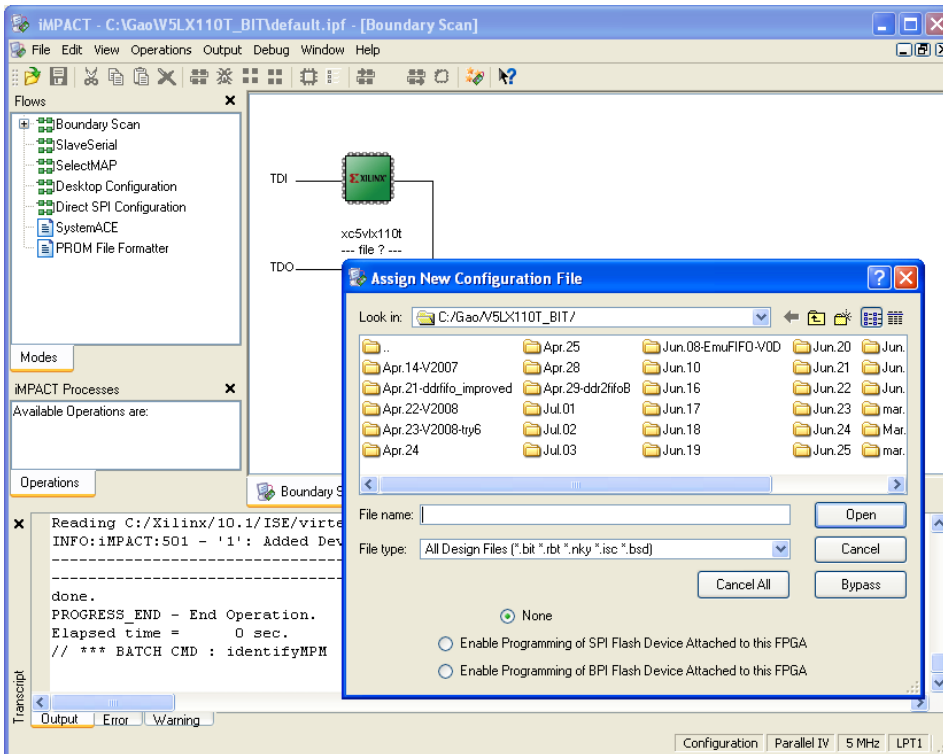 iMPACT - C:\Gao\V5LX110T_BIT\default.ipf - [Boundary Scan]
File Edit View Operations Output Debug Window Help
Flows
Boundary Scan
SlaveSerial
SelectMAP
Desktop Configuration
Direct SPI Configuration
SystemACE
PROM File Formatter
Modes
iMPACT Processes
Available Operations are:
Operations
TDI
XILINX
xc5vlx110t
--- file ? ---
TDO
Boundary S
Assign New Configuration File
Look in: C:/Gao/V5LX110T_BIT/
.. Apr.25 Jun.08-EmuFIFO-V0D Jun.20 Jun.
Apr.14-V2007 Apr.28 Jun.10 Jun.21 Jun.
Apr.21-ddrfifo_improved Apr.29-ddr2fifoB Jun.16 Jun.22 Jun.
Apr.22-V2008 Jul.01 Jun.17 Jun.23 mar.
Apr.23-V2008-try6 Jul.02 Jun.18 Jun.24 Mar.
Apr.24 Jul.03 Jun.19 Jun.25 mar.
File name: Open
File type: All Design Files (*.bit *.rbt *.nky *.isc *.bsd) Cancel
Cancel All Bypass
None
Enable Programming of SPI Flash Device Attached to this FPGA
Enable Programming of BPI Flash Device Attached to this FPGA
Reading C:/Xilinx/10.1/ISE/virte
INFO:iMPACT:501 - '1': Added Dev
----------------------------------
----------------------------------
done.
PROGRESS_END - End Operation.
Elapsed time = 0 sec.
// *** BATCH CMD : identifyMPM
Transcript
Output Error Warning
Configuration Parallel IV 5 MHz LPT1